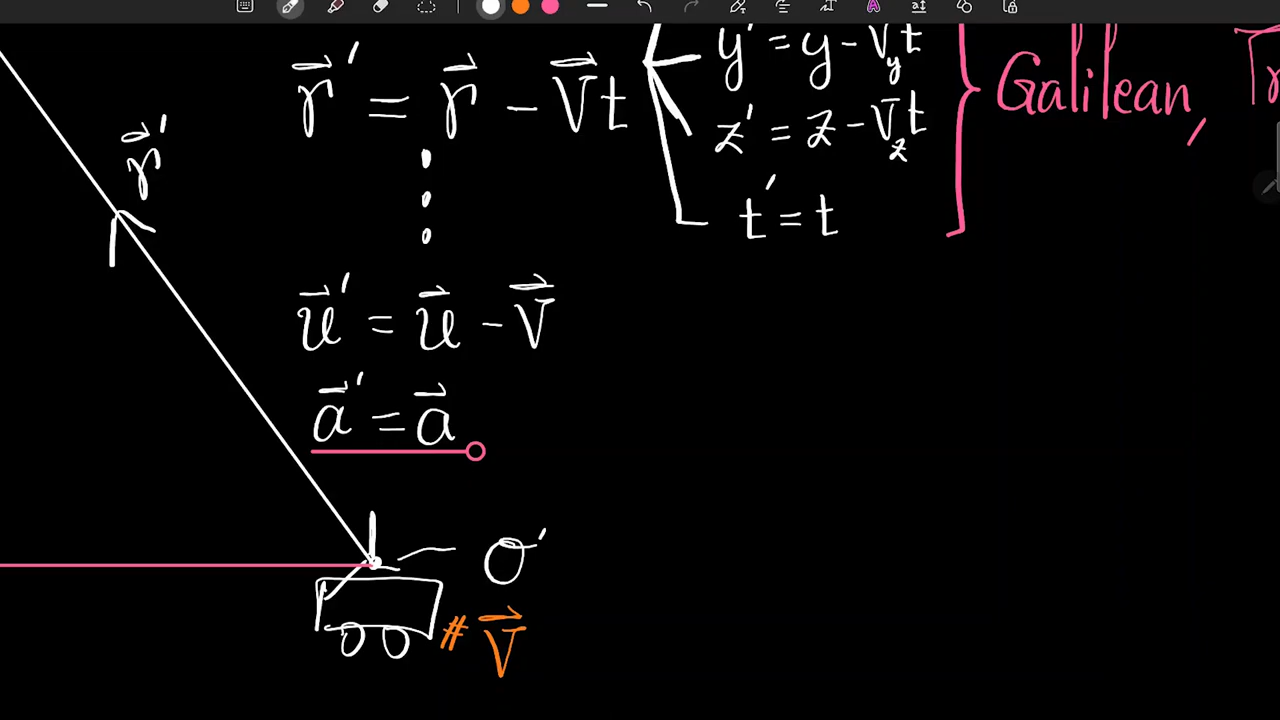 y' = y - V_y t
r⃗' = r⃗ - V⃗t
z' = z - V_z t
Galilean,
t' = t
r⃗'
u⃗' = u⃗ - V⃗
a⃗' = a⃗
O'
# V⃗